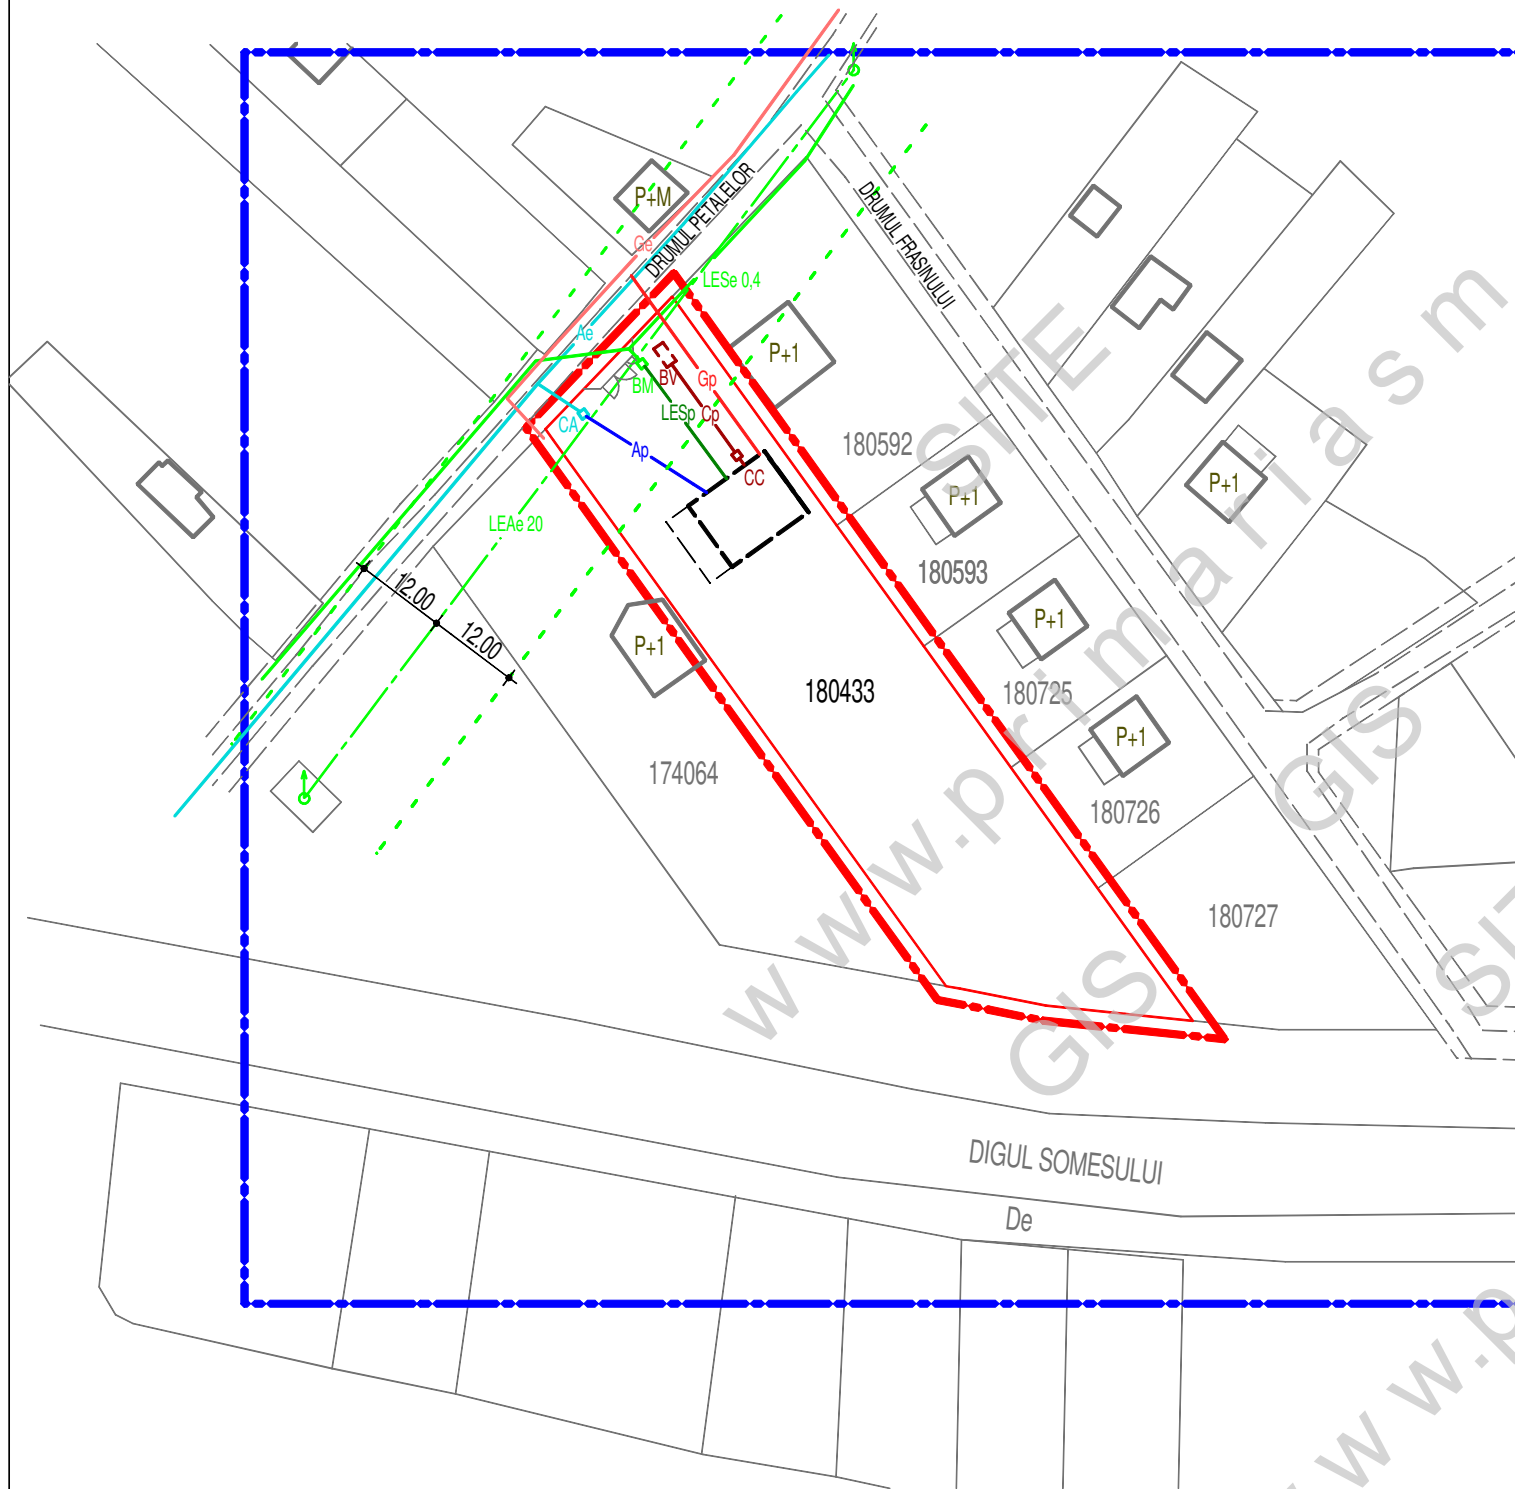 P+M
Ge
DRUMUL PETALELOR
DRUMUL FRASINULUI
LESe 0,4
Ae
P+1
BM
BV
Gp
CA
LESp
Cp
Ap
CC
180592
P+1
P+1
LEAe 20
180593
12.00
12.00
P+1
P+1
180433
180725
P+1
174064
180726
180727
DIGUL SOMESULUI
De
SITE
GIS
GIS
SIT
www.primariasm
w w.p